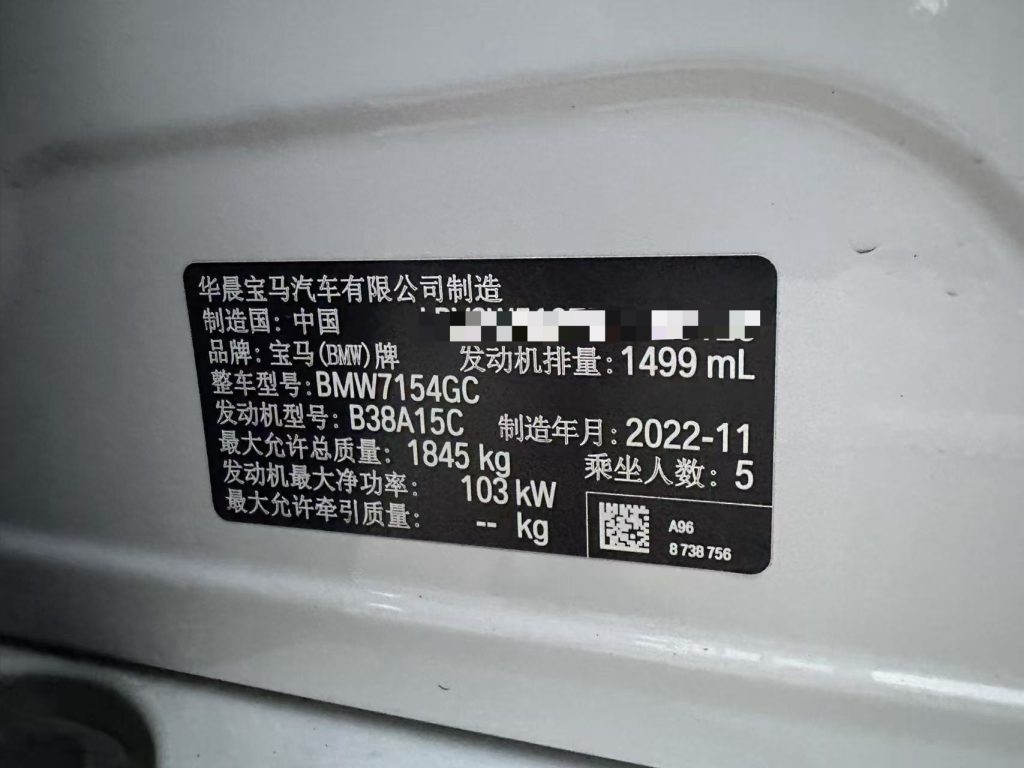 华晨宝马汽车有限公司制造
制造国: 中国
品牌: 宝马(BMW)牌 发动机排量: 1499 mL
整车型号: BMW7154GC
发动机型号: B38A15C 制造年月: 2022-11
最大允许总质量: 1845 kg 乘坐人数: 5
发动机最大净功率: 103 kW
最大允许牵引质量: -- kg
A96
8 738 756